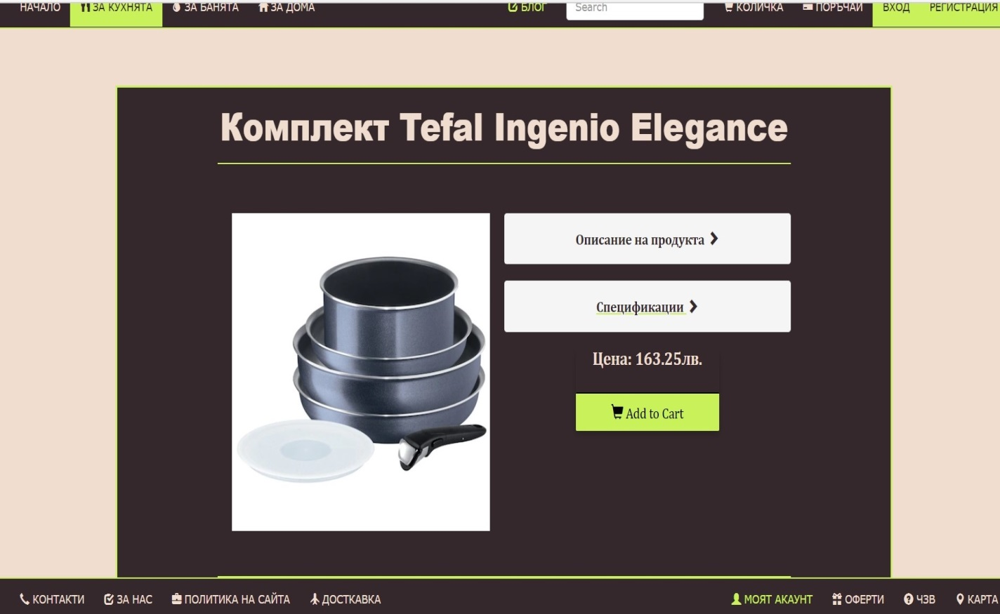 НАЧАЛО ЗА КУХНЯТА ЗА БАНЯТА ЗА ДОМА БЛОГ Search КОЛИЧКА ПОРЪЧАЙ ВХОД РЕГИСТРАЦИЯ
Комплект Tefal Ingenio Elegance
Описание на продукта
Спецификации
Цена: 163.25лв.
Add to Cart
КОНТАКТИ ЗА НАС ПОЛИТИКА НА САЙТА ДОСТКАВКА МОЯТ АКАУНТ ОФЕРТИ ЧЗВ КАРТА